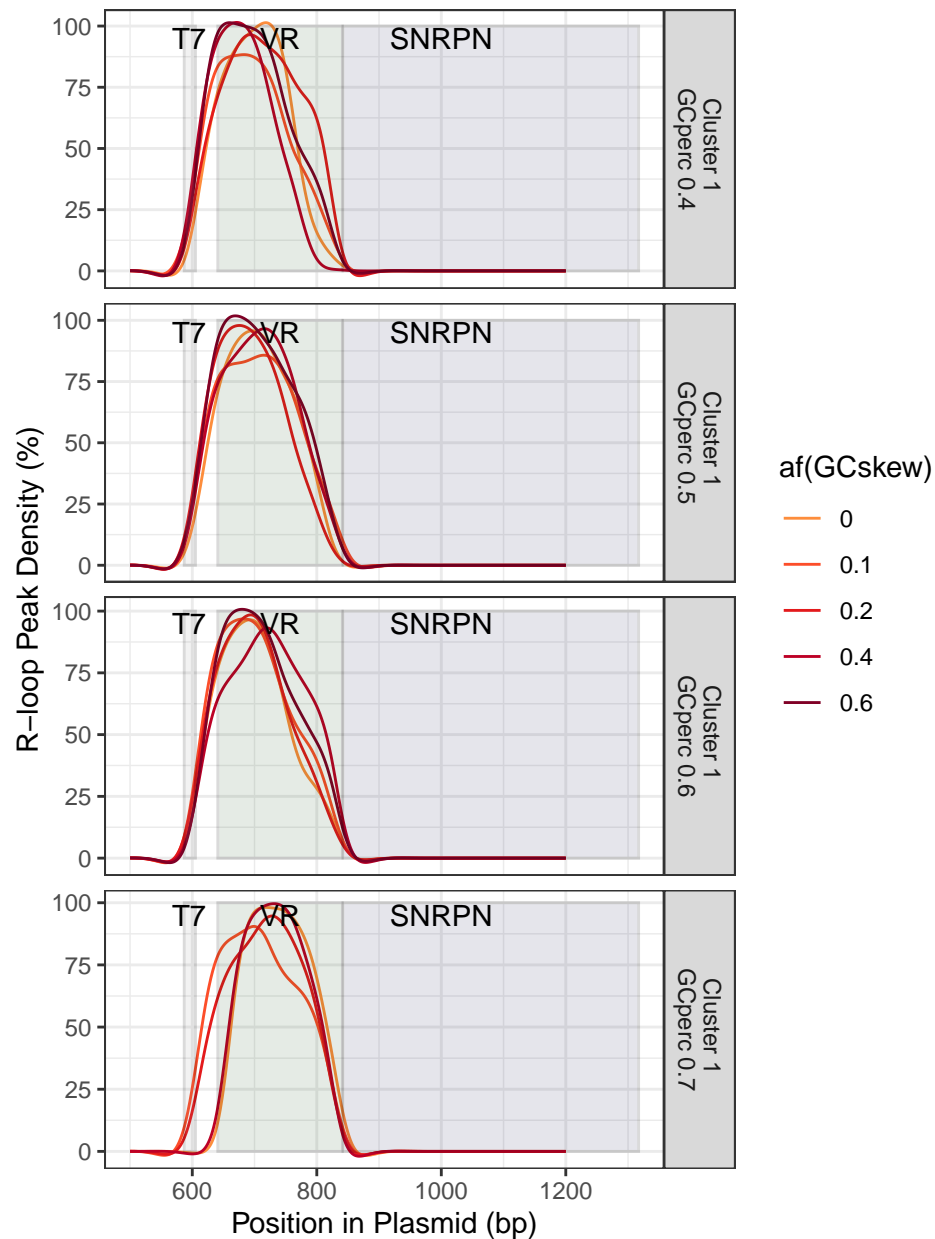 T7 VR SNRPN
100
75
50
25
0
Cluster 1
GCperc 0.4
T7 VR SNRPN
100
75
50
25
0
Cluster 1
GCperc 0.5
T7 VR SNRPN
100
75
50
25
0
Cluster 1
GCperc 0.6
T7 VR SNRPN
100
75
50
25
0
Cluster 1
GCperc 0.7
600 800 1000 1200
Position in Plasmid (bp)
R−loop Peak Density (%)
af(GCskew)
0
0.1
0.2
0.4
0.6